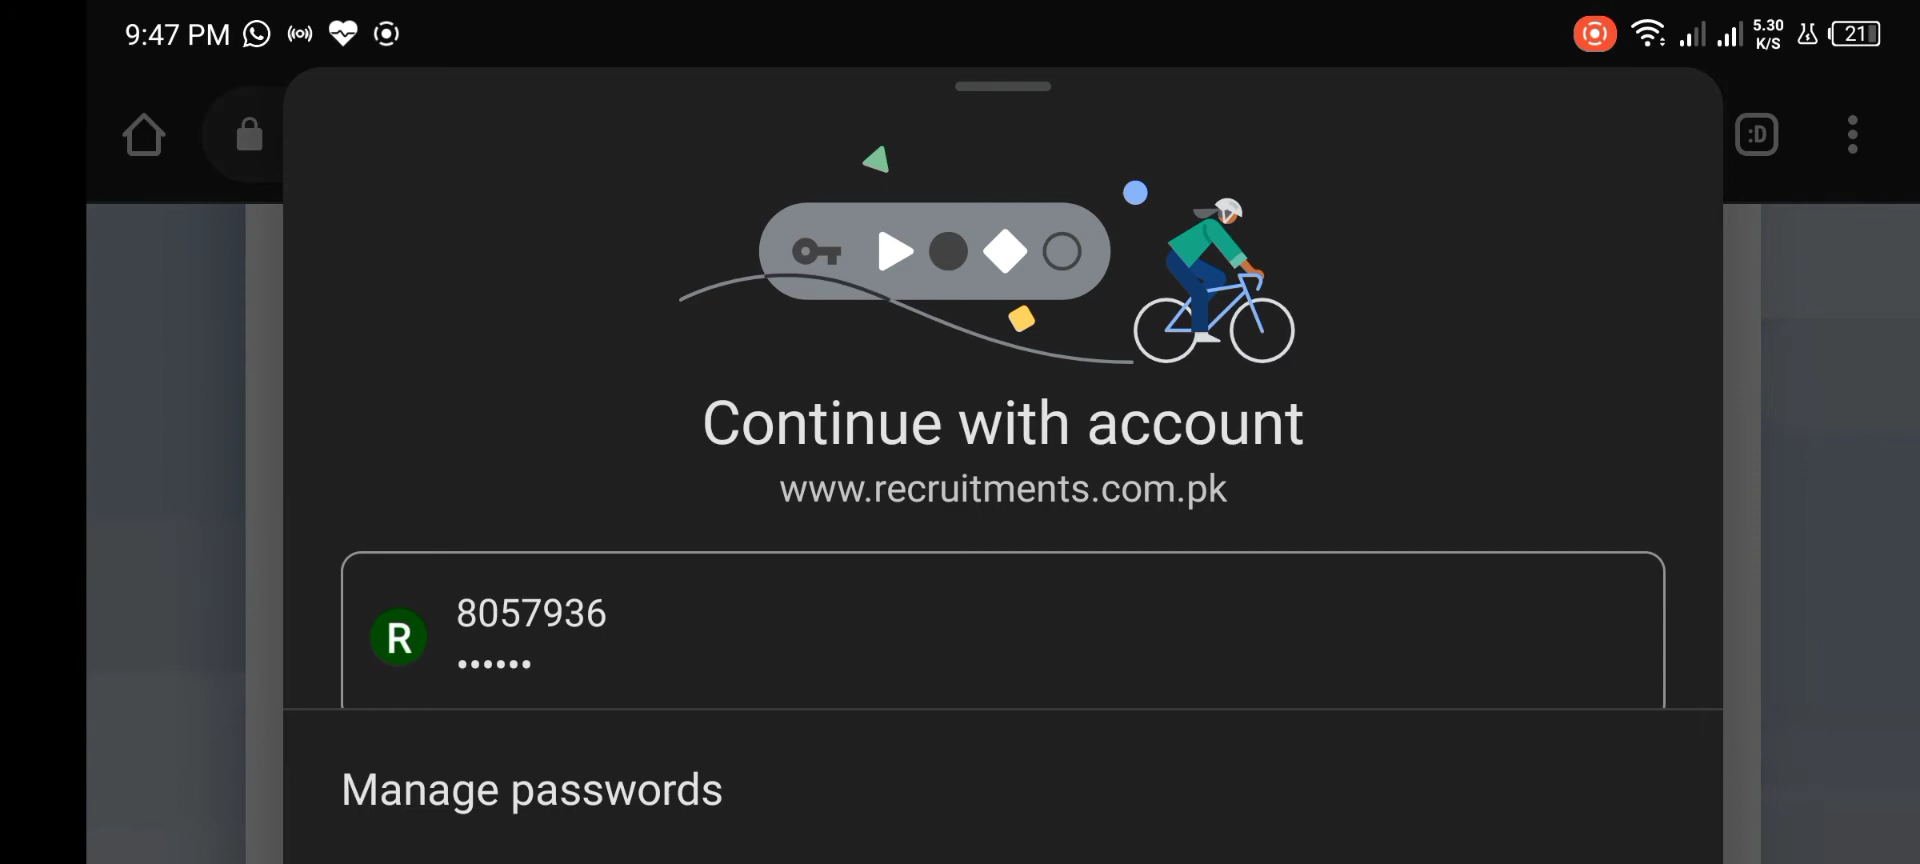 9:47 PM
5.30
K/S
21
:D
Continue with account
www.recruitments.com.pk
R
8057936
••••••
Manage passwords